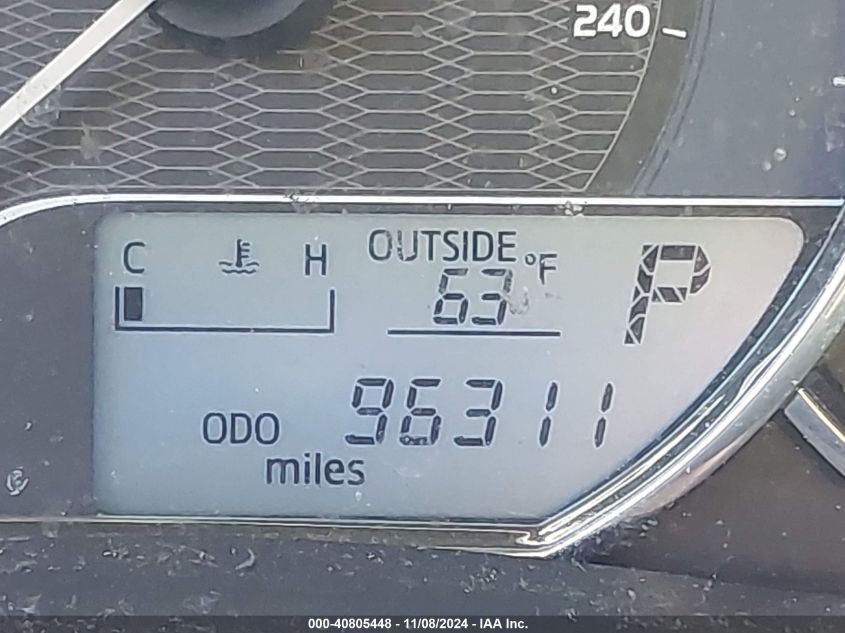 240
C H OUTSIDE
63 °F P
ODO 96311
miles
000-40805448 - 11/08/2024 - IAA Inc.